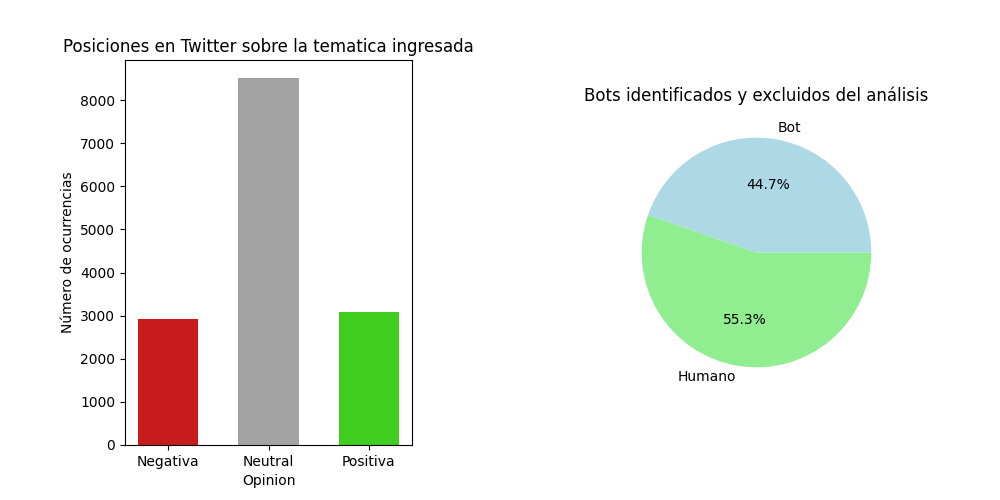 Posiciones en Twitter sobre la tematica ingresada
Número de ocurrencias
8000
7000
6000
5000
4000
3000
2000
1000
0
Negativa
Neutral
Positiva
Opinion
Bots identificados y excluidos del análisis
Bot
44.7%
55.3%
Humano